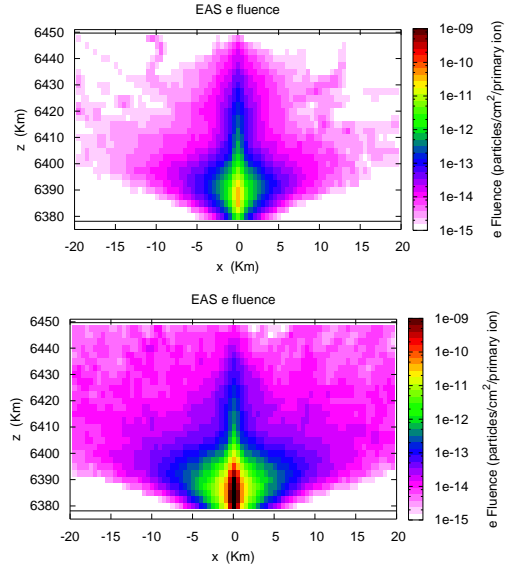 EAS e fluence
6450
6440
6430
6420
6410
6400
6390
6380
z (Km)
-20 -15 -10 -5 0 5 10 15 20
x (Km)
1e-09
1e-10
1e-11
1e-12
1e-13
1e-14
1e-15
e Fluence (particles/cm²/primary ion)
EAS e fluence
6450
6440
6430
6420
6410
6400
6390
6380
z (Km)
-20 -15 -10 -5 0 5 10 15 20
x (Km)
1e-09
1e-10
1e-11
1e-12
1e-13
1e-14
1e-15
e Fluence (particles/cm²/primary ion)